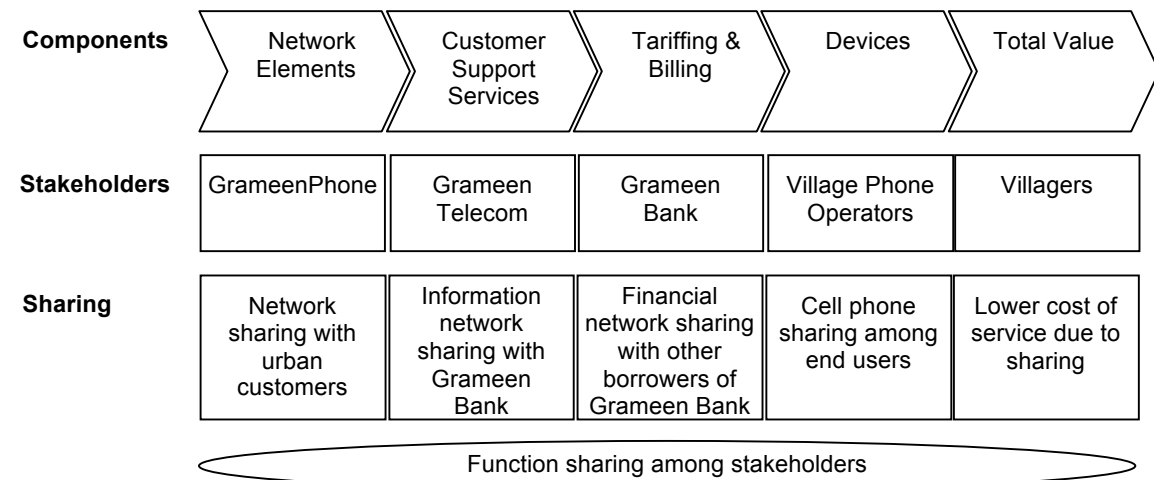 Components
Network
Elements
Customer
Support
Services
Tariffing &
Billing
Devices
Total Value
Stakeholders
GrameenPhone
Grameen
Telecom
Grameen
Bank
Village Phone
Operators
Villagers
Sharing
Network
sharing with
urban
customers
Information
network
sharing with
Grameen
Bank
Financial
network sharing
with other
borrowers of
Grameen Bank
Cell phone
sharing among
end users
Lower cost of
service due to
sharing
Function sharing among stakeholders